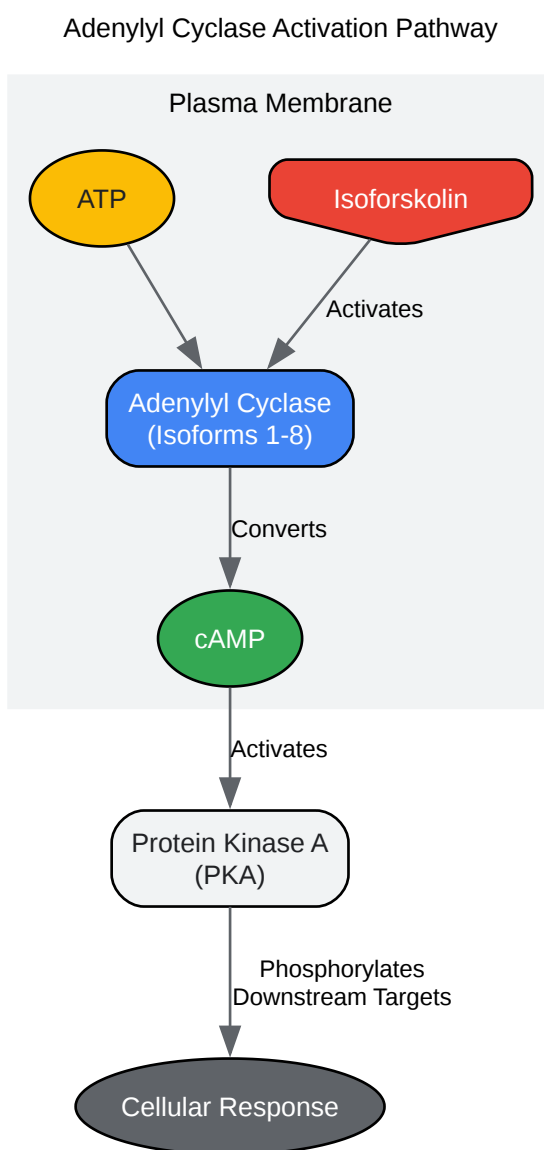 Adenylyl Cyclase Activation Pathway
Plasma Membrane
ATP
Isoforskolin
Activates
Adenylyl Cyclase
(Isoforms 1-8)
Converts
cAMP
Activates
Protein Kinase A
(PKA)
Phosphorylates
Downstream Targets
Cellular Response